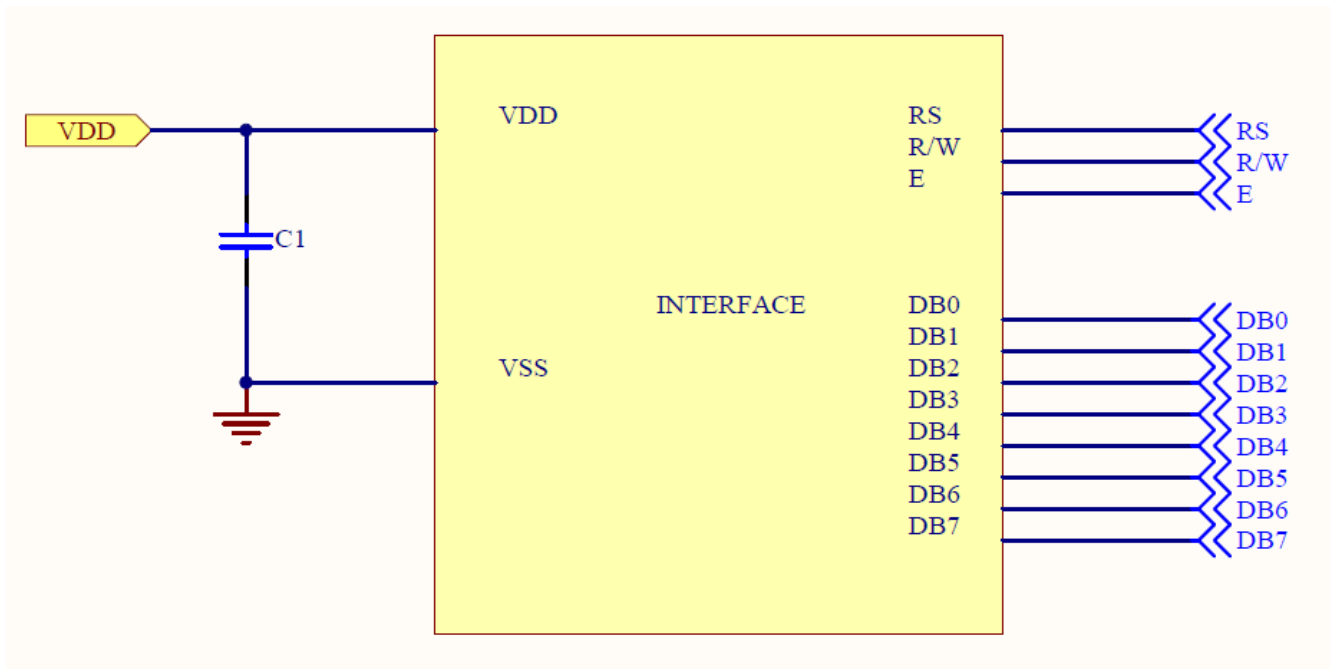 VDD
C1
VDD
VSS
INTERFACE
RS
R/W
E
DB0
DB1
DB2
DB3
DB4
DB5
DB6
DB7
RS
R/W
E
DB0
DB1
DB2
DB3
DB4
DB5
DB6
DB7